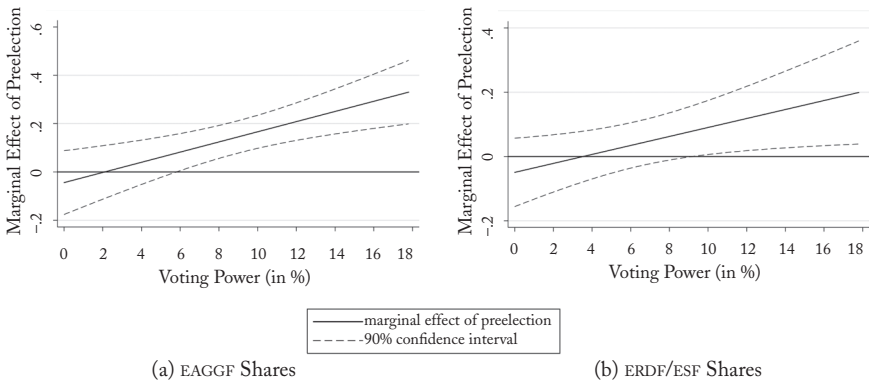 Marginal Effect of Preelection
.6
.4
.2
0
−.2
0 2 4 6 8 10 12 14 16 18
Voting Power (in %)
Marginal Effect of Preelection
.4
.2
0
−.2
0 2 4 6 8 10 12 14 16 18
Voting Power (in %)
marginal effect of preelection
90% confidence interval
(a) EAGGF Shares
(b) ERDF/ESF Shares